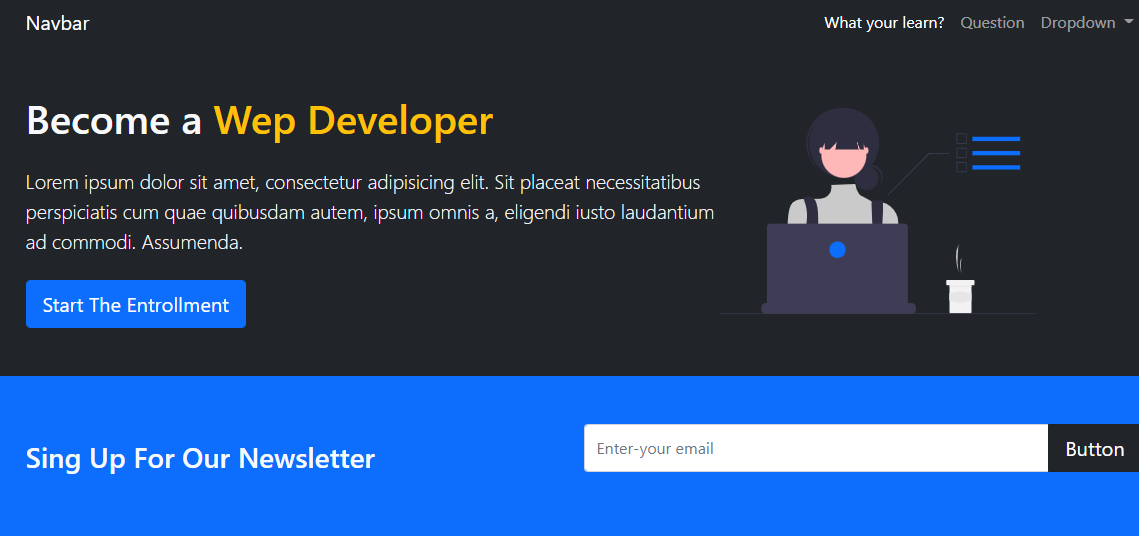 Navbar
What your learn? Question Dropdown
Become a Wep Developer
Lorem ipsum dolor sit amet, consectetur adipisicing elit. Sit placeat necessitatibus
perspiciatis cum quae quibusdam autem, ipsum omnis a, eligendi iusto laudantium
ad commodi. Assumenda.
Start The Entrollment
Sing Up For Our Newsletter
Enter-your email
Button